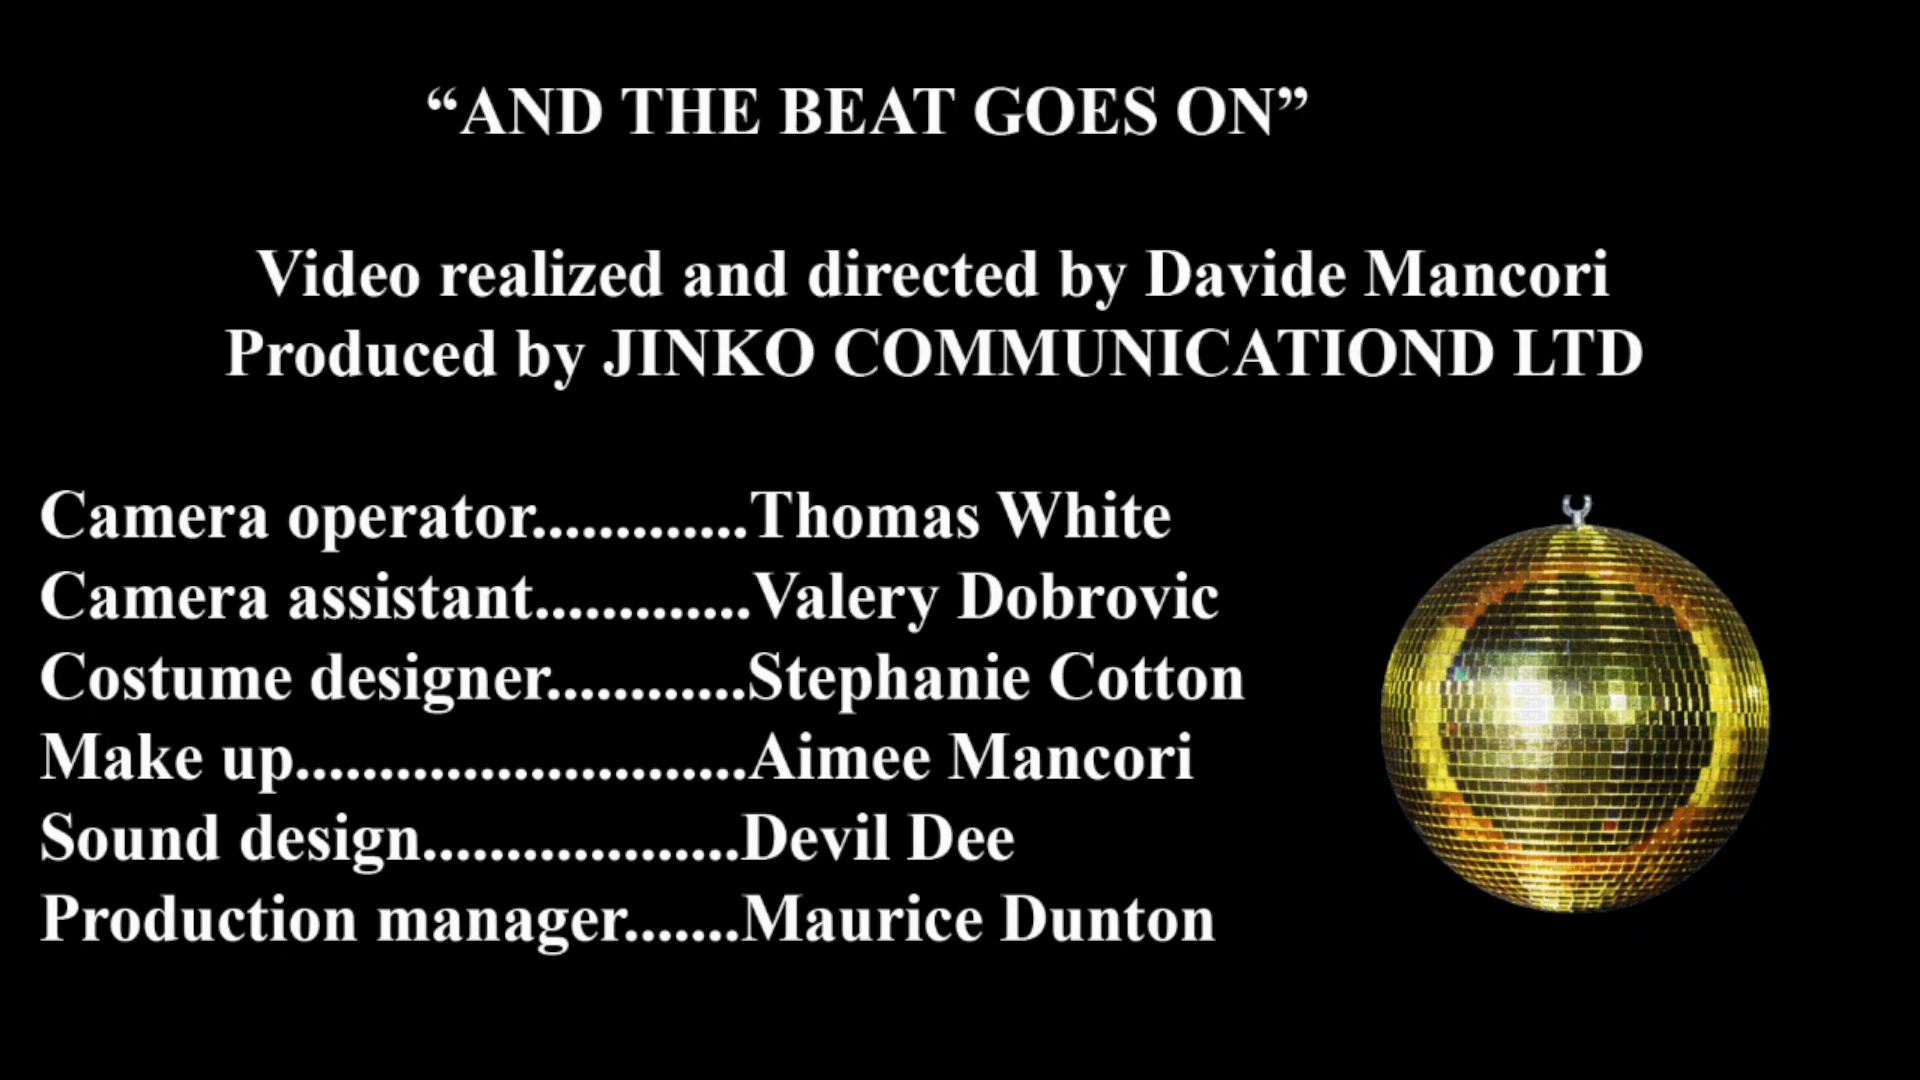 “AND THE BEAT GOES ON”
Video realized and directed by Davide Mancori
Produced by JINKO COMMUNICATIOND LTD
Camera operator.............Thomas White
Camera assistant.............Valery Dobrovic
Costume designer............Stephanie Cotton
Make up...........................Aimee Mancori
Sound design...................Devil Dee
Production manager.......Maurice Dunton